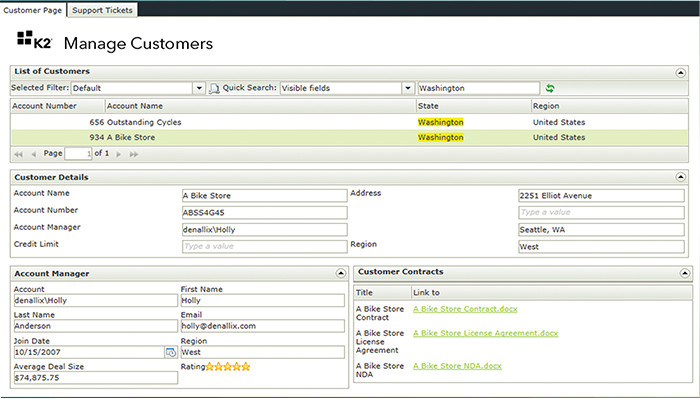 Customer Page Support Tickets
K2 Manage Customers
List of Customers
Selected Filter: Default Quick Search: Visible fields Washington
Account Number Account Name State Region
656 Outstanding Cycles Washington United States
934 A Bike Store Washington United States
Page 1 of 1
Customer Details
Account Name A Bike Store Address 2251 Elliot Avenue
Account Number ABSS4G45 Type a value
Account Manager denallix\Holly Seattle, WA
Credit Limit Type a value Region West
Account Manager
Account First Name
denallix\Holly Holly
Last Name Email
Anderson holly@denallix.com
Join Date Region
10/15/2007 West
Average Deal Size Rating
$74,875.75
Customer Contracts
Title Link to
A Bike Store A Bike Store Contract.docx
Contract
A Bike Store A Bike Store License Agreement.docx
License
Agreement
A Bike Store A Bike Store NDA.docx
NDA